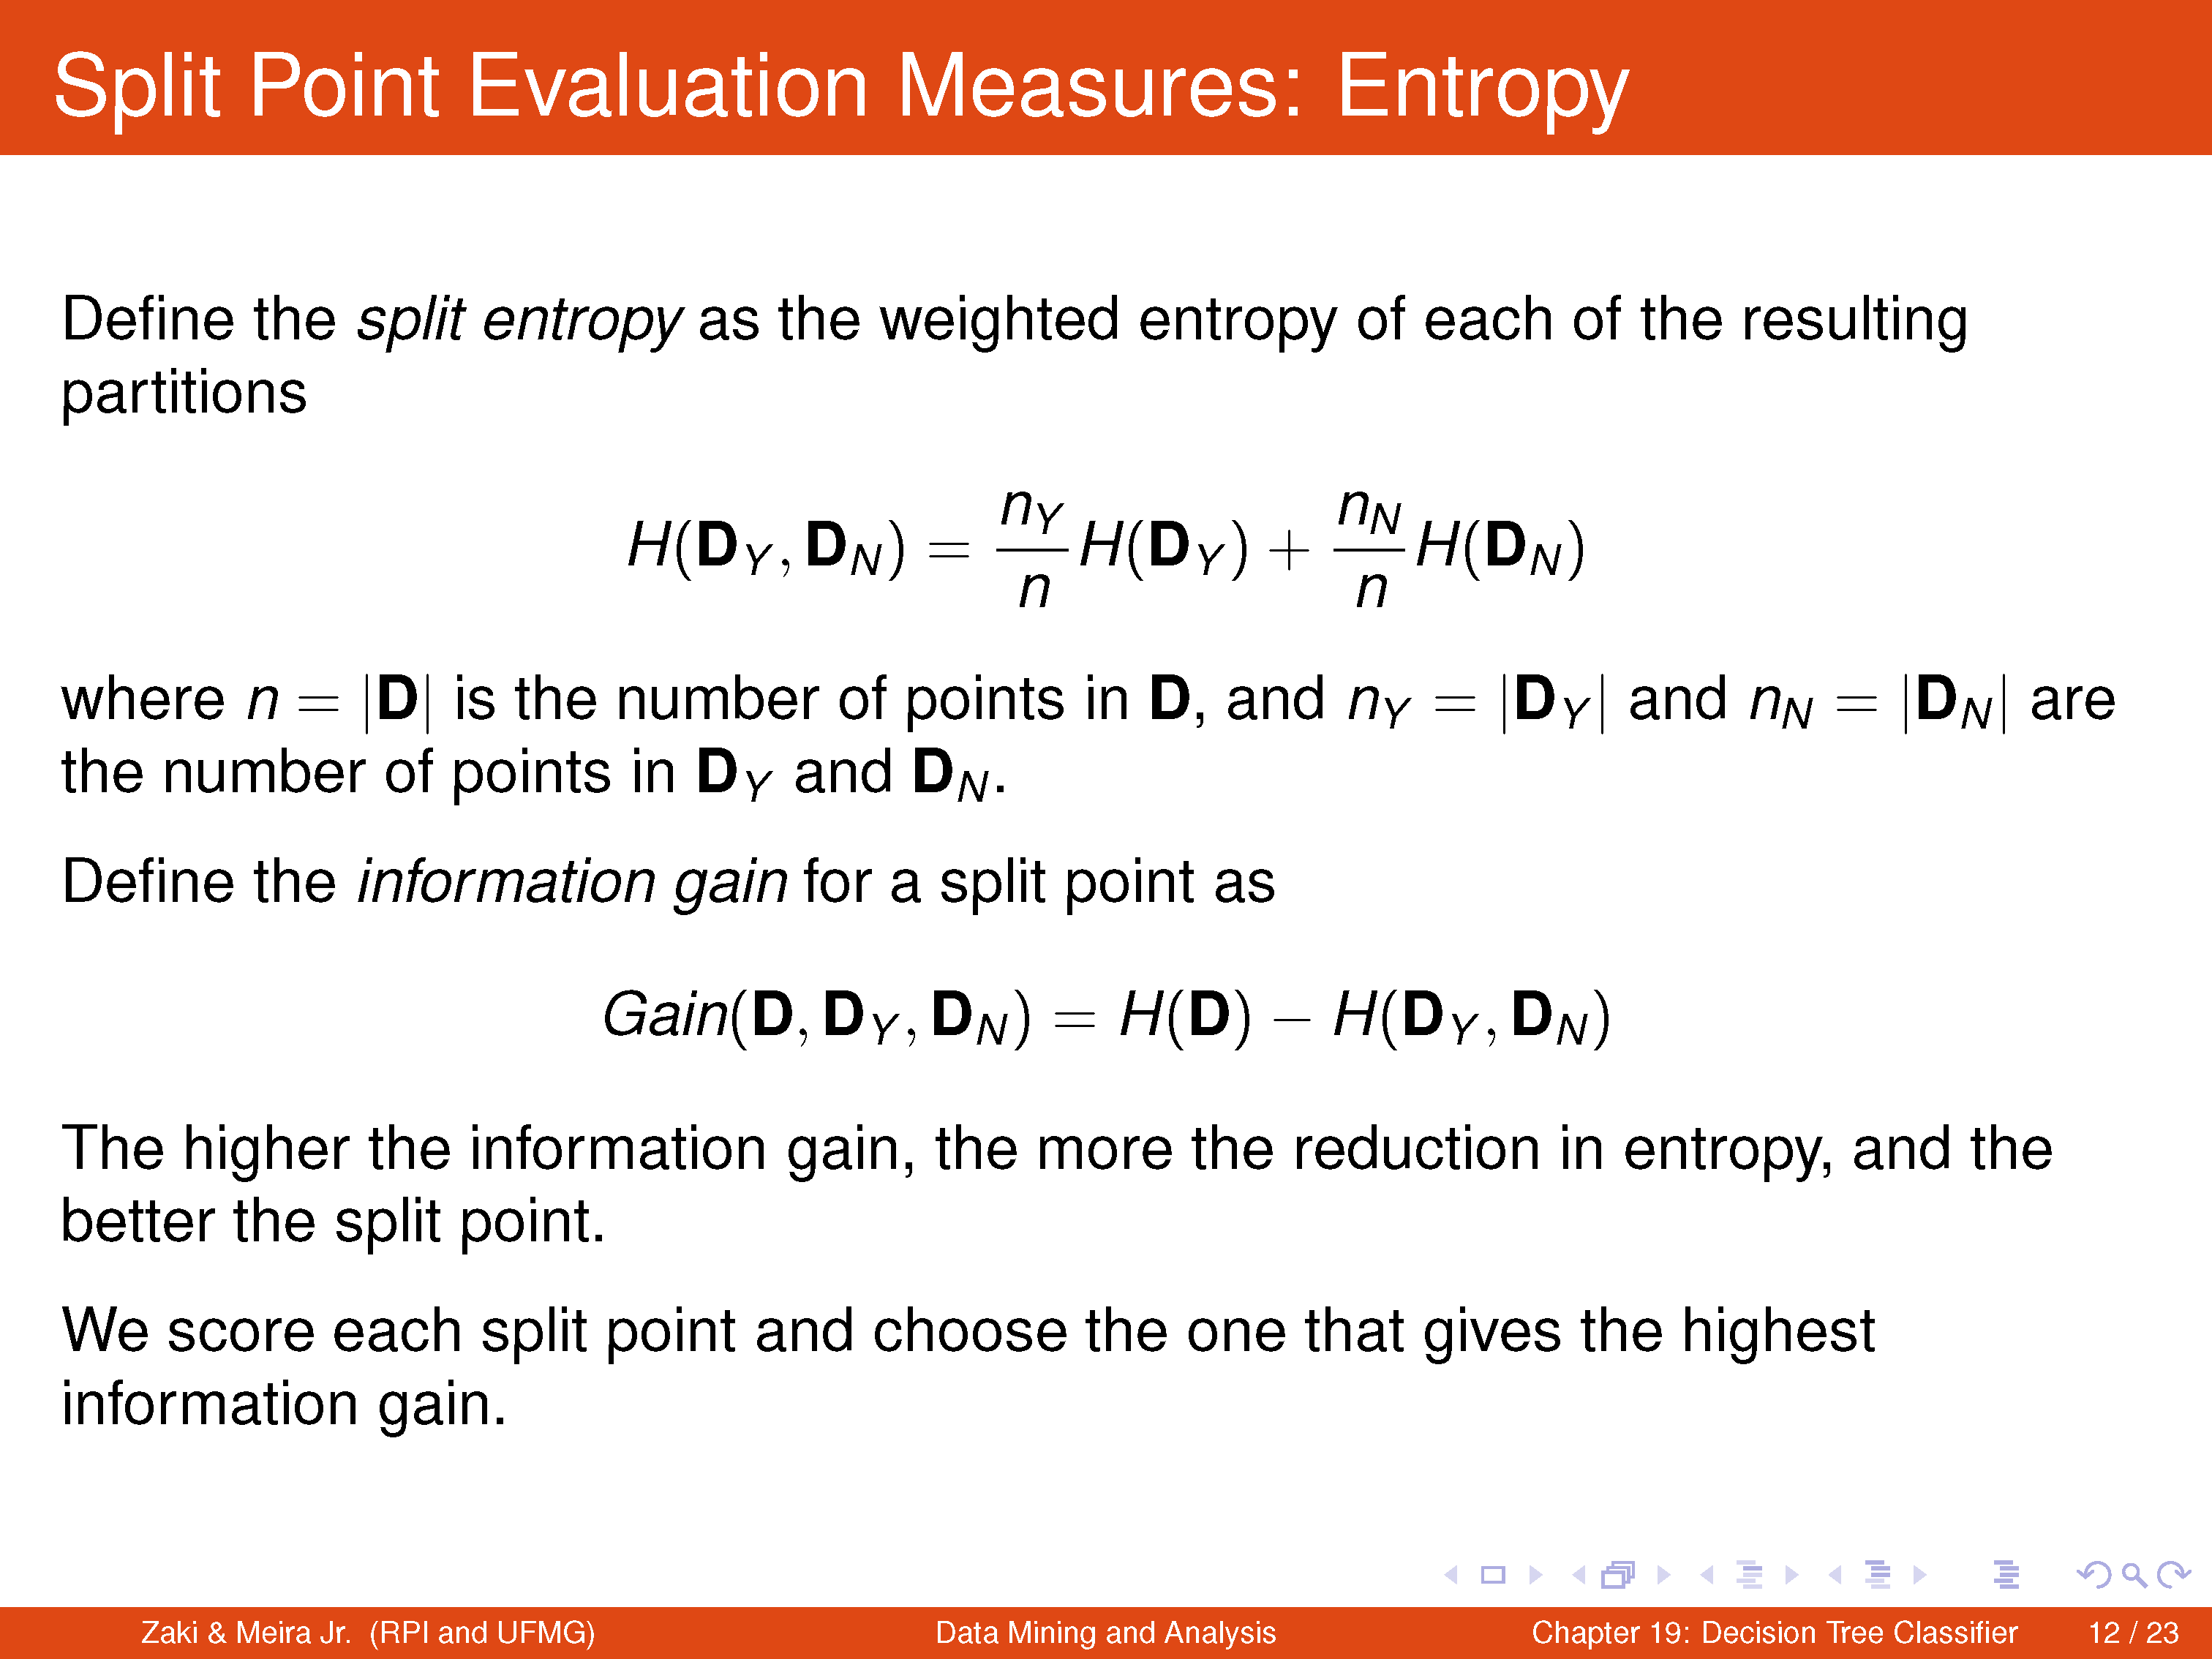 Split Point Evaluation Measures: Entropy
Define the split entropy as the weighted entropy of each of the resulting
partitions
H(D_Y, D_N) = n_Y/n H(D_Y) + n_N/n H(D_N)
where n = |D| is the number of points in D, and n_Y = |D_Y| and n_N = |D_N| are
the number of points in D_Y and D_N.
Define the information gain for a split point as
Gain(D, D_Y, D_N) = H(D) − H(D_Y, D_N)
The higher the information gain, the more the reduction in entropy, and the
better the split point.
We score each split point and choose the one that gives the highest
information gain.
Zaki & Meira Jr. (RPI and UFMG) Data Mining and Analysis Chapter 19: Decision Tree Classifier 12 / 23